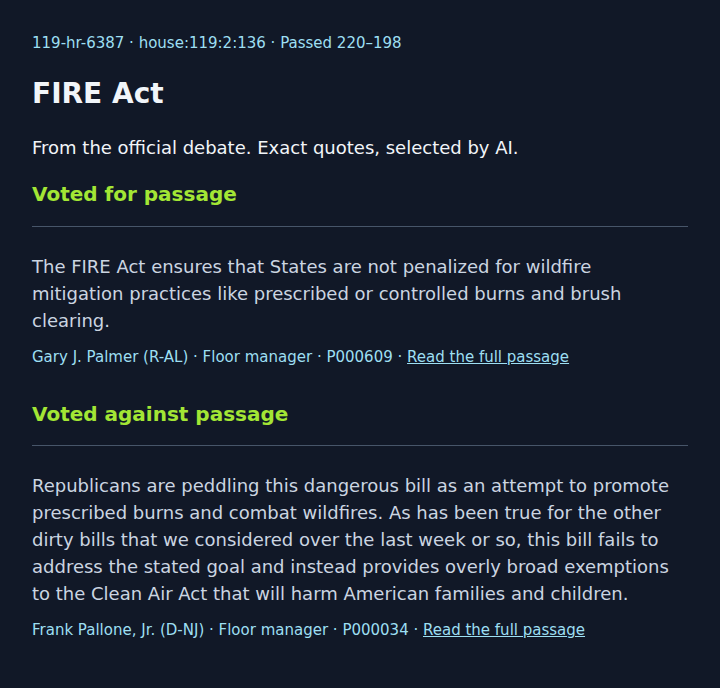 119-hr-6387 · house:119:2:136 · Passed 220–198
FIRE Act
From the official debate. Exact quotes, selected by AI.
Voted for passage
The FIRE Act ensures that States are not penalized for wildfire
mitigation practices like prescribed or controlled burns and brush
clearing.
Gary J. Palmer (R-AL) · Floor manager · P000609 · Read the full passage
Voted against passage
Republicans are peddling this dangerous bill as an attempt to promote
prescribed burns and combat wildfires. As has been true for the other
dirty bills that we considered over the last week or so, this bill fails to
address the stated goal and instead provides overly broad exemptions
to the Clean Air Act that will harm American families and children.
Frank Pallone, Jr. (D-NJ) · Floor manager · P000034 · Read the full passage